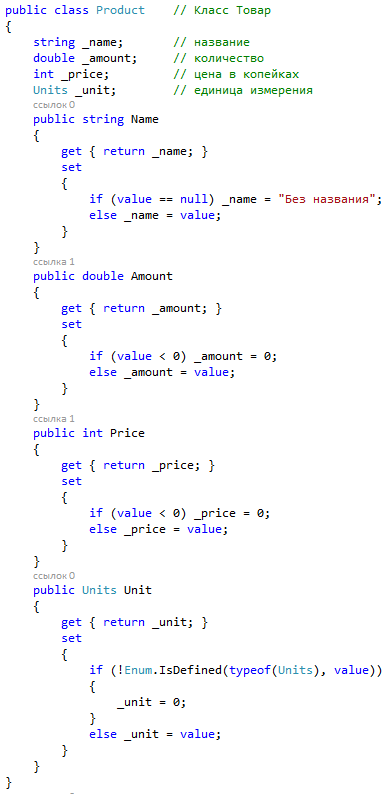 public class Product    // Класс Товар
{
    string _name;       // название
    double _amount;     // количество
    int _price;         // цена в копейках
    Units _unit;        // единица измерения
    ссылок 0
    public string Name
    {
        get { return _name; }
        set
        {
            if (value == null) _name = "Без названия";
            else _name = value;
        }
    }
    ссылка 1
    public double Amount
    {
        get { return _amount; }
        set
        {
            if (value < 0) _amount = 0;
            else _amount = value;
        }
    }
    ссылка 1
    public int Price
    {
        get { return _price; }
        set
        {
            if (value < 0) _price = 0;
            else _price = value;
        }
    }
    ссылок 0
    public Units Unit
    {
        get { return _unit; }
        set
        {
            if (!Enum.IsDefined(typeof(Units), value))
            {
                _unit = 0;
            }
            else _unit = value;
        }
    }
}